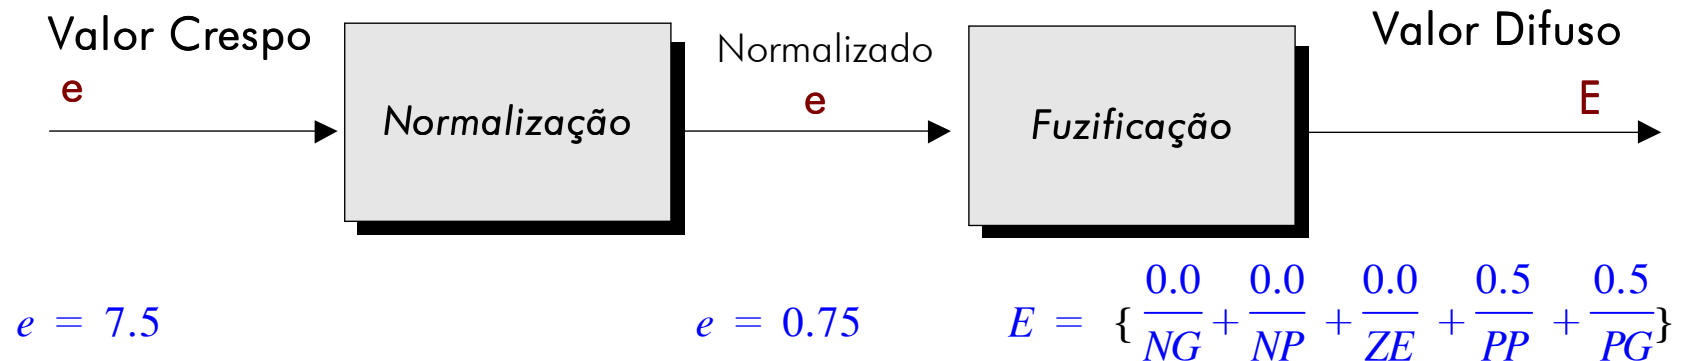 Valor Crespo
e
Normalização
Normalizado
e
Fuzificação
Valor Difuso
E
e = 7.5
e = 0.75
E = { 0.0/NG + 0.0/NP + 0.0/ZE + 0.5/PP + 0.5/PG }